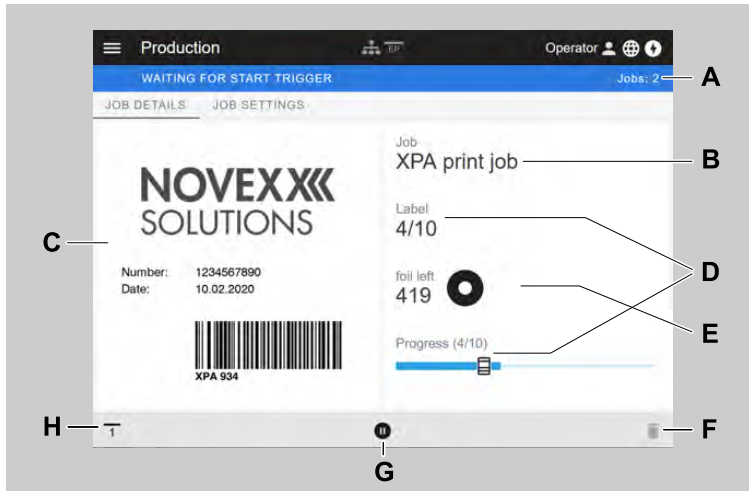 Production
EP
Operator
WAITING FOR START TRIGGER
Jobs: 2
A
JOB DETAILS
JOB SETTINGS
Job
XPA print job
B
NOVEXX
SOLUTIONS
Label
4/10
C
D
Number: 1234567890
Date: 10.02.2020
foil left
419
E
Progress (4/10)
XPA 934
H
1
F
G